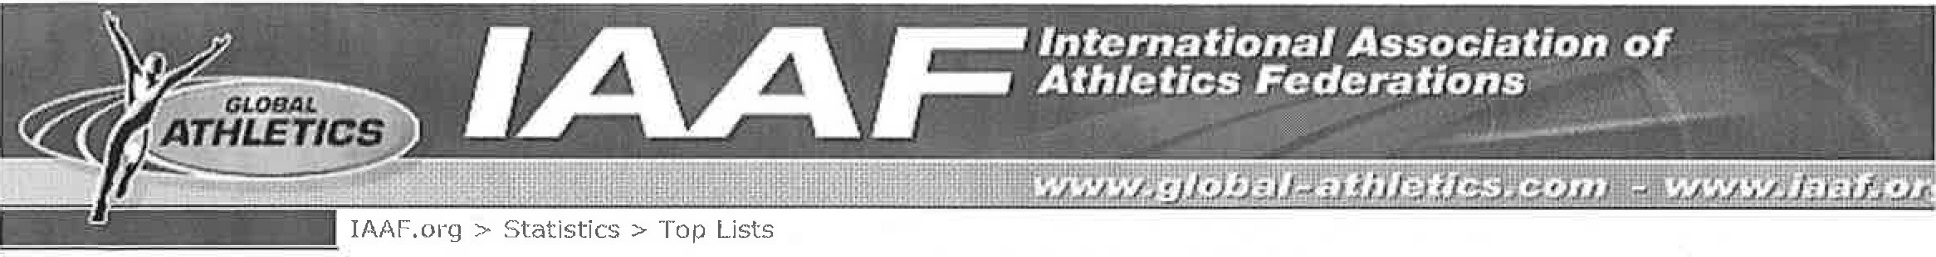 GLOBAL
ATHLETICS
IAAF
International Association of
Athletics Federations
www.global-athletics.com - www.iaaf.or
IAAF.org > Statistics > Top Lists